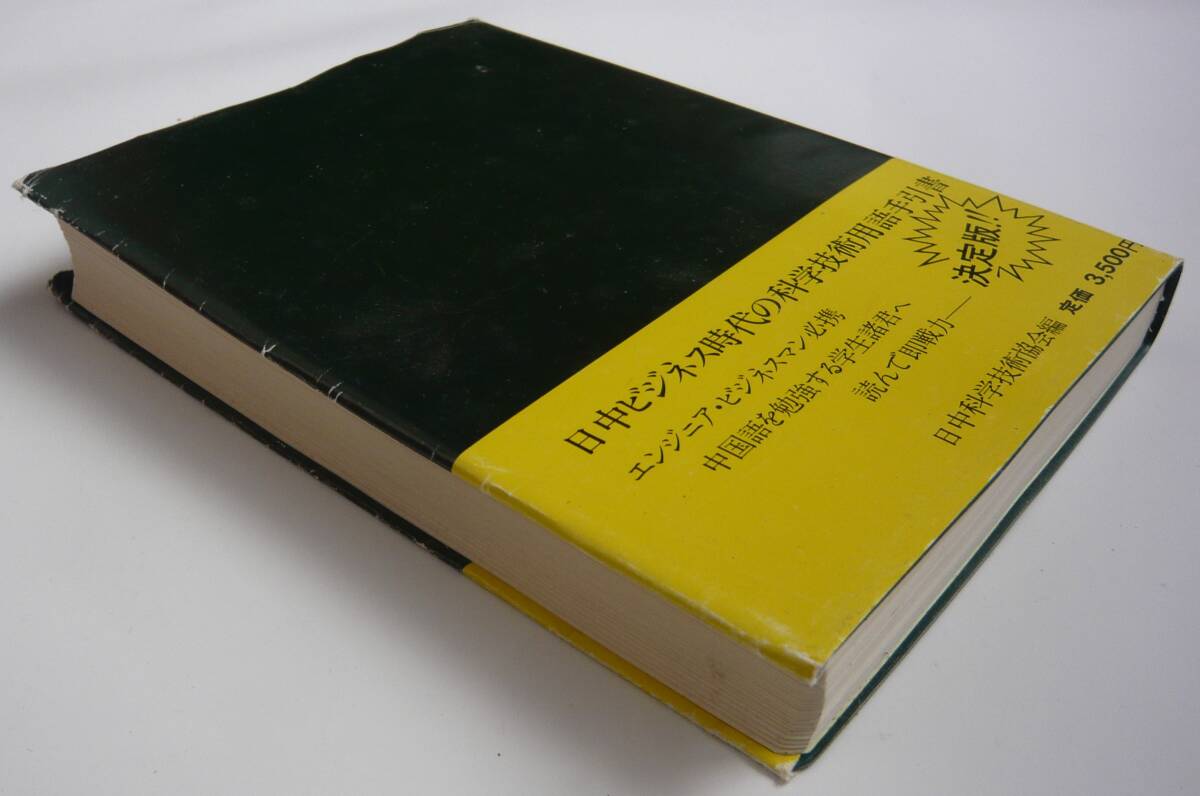 日中ビジネス時代の科学技術用語手引書
決定版!!
エンジニア・ビジネスマン必携
中国語を勉強する学生諸君へ
読んで即戦力—
日中科学技術協会編
定価 3,500円